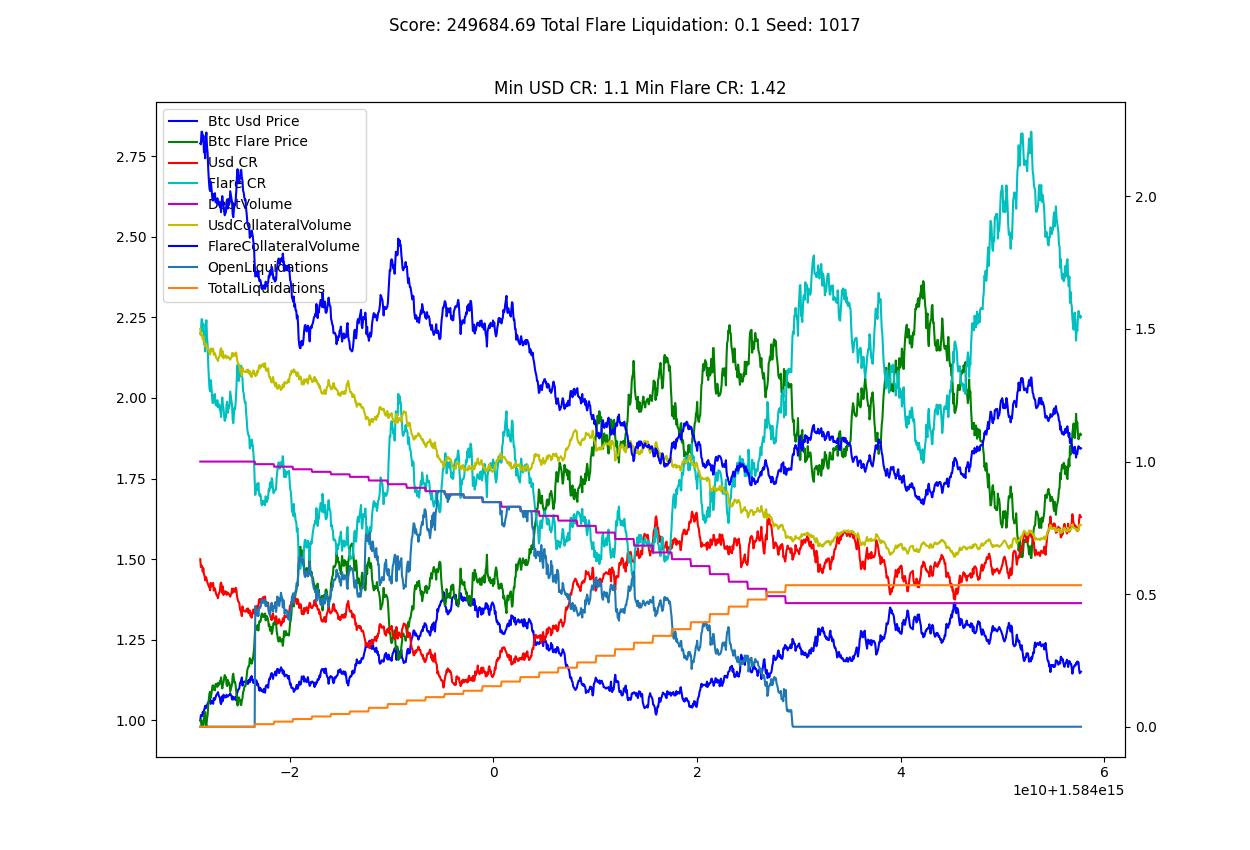 Score: 249684.69 Total Flare Liquidation: 0.1 Seed: 1017
Min USD CR: 1.1 Min Flare CR: 1.42
Btc Usd Price
Btc Flare Price
Usd CR
Flare CR
DebtVolume
UsdCollateralVolume
FlareCollateralVolume
OpenLiquidations
TotalLiquidations
2.75
2.50
2.25
2.00
1.75
1.50
1.25
1.00
2.0
1.5
1.0
0.5
0.0
−2
0
2
4
6
1e10+1.584e15